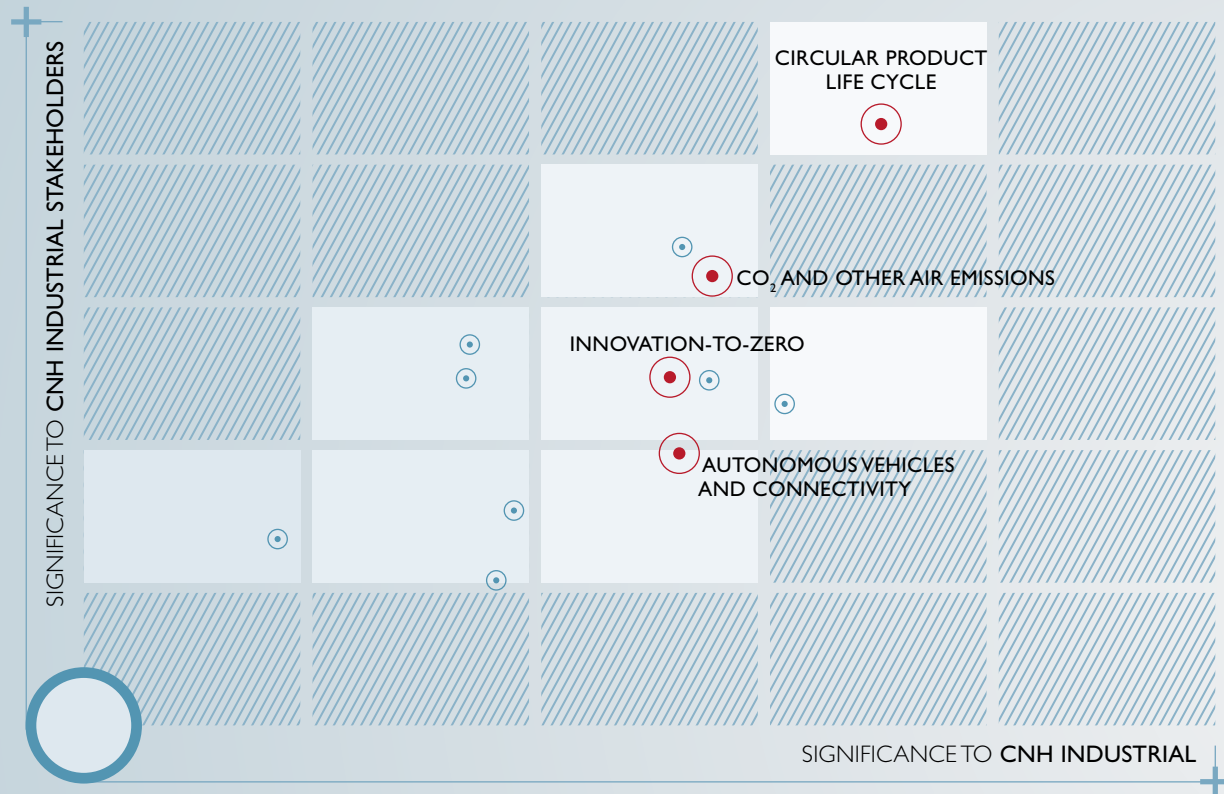 SIGNIFICANCE TO CNH INDUSTRIAL STAKEHOLDERS
CIRCULAR PRODUCT
LIFE CYCLE
CO₂ AND OTHER AIR EMISSIONS
INNOVATION-TO-ZERO
AUTONOMOUS VEHICLES
AND CONNECTIVITY
SIGNIFICANCE TO CNH INDUSTRIAL